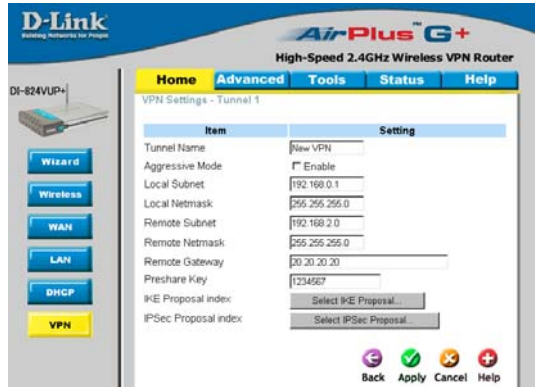 D-Link
Building Networks for People
AirPlus G+
High-Speed 2.4GHz Wireless VPN Router
DI-824VUP+
Home Advanced Tools Status Help
VPN Settings - Tunnel 1
Item Setting
Tunnel Name New VPN
Aggressive Mode Enable
Local Subnet 192.168.0.1
Local Netmask 255.255.255.0
Remote Subnet 192.168.2.0
Remote Netmask 255.255.255.0
Remote Gateway 20.20.20.20
Preshare Key 1234567
IKE Proposal index Select IKE Proposal...
IPSec Proposal index Select IPSec Proposal...
Wizard
Wireless
WAN
LAN
DHCP
VPN
Back Apply Cancel Help